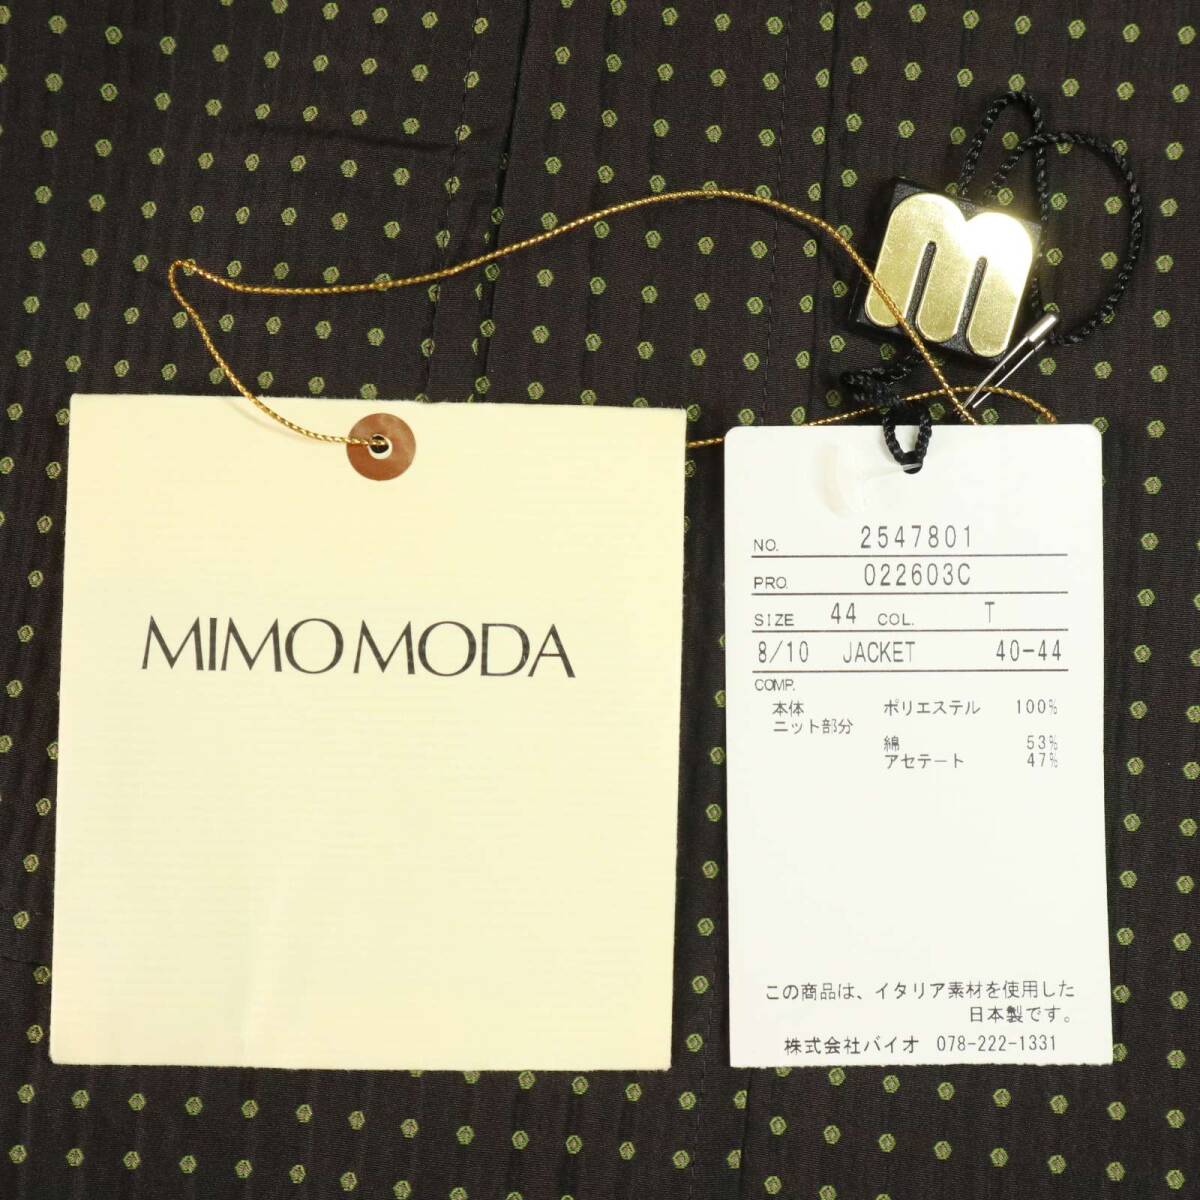 MIMO MODA
m
NO. 2547801
PRO. 022603C
SIZE 44 COL. T
8/10 JACKET 40-44
COMP.
本体 ポリエステル 100%
ニット部分
綿 53%
アセテート 47%
この商品は、イタリア素材を使用した
日本製です。
株式会社バイオ 078-222-1331